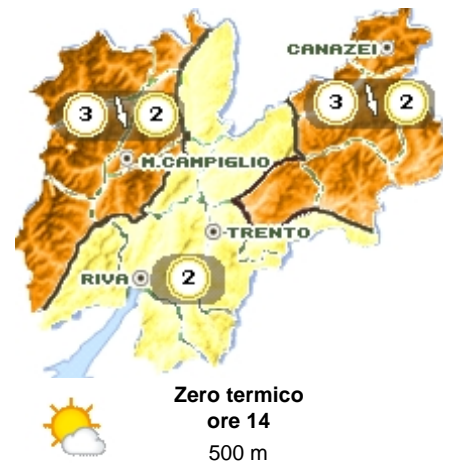 CANAZEI
3 2
3 2
M.CAMPIGLIO
TRENTO
RIVA
2
Zero termico
ore 14
500 m